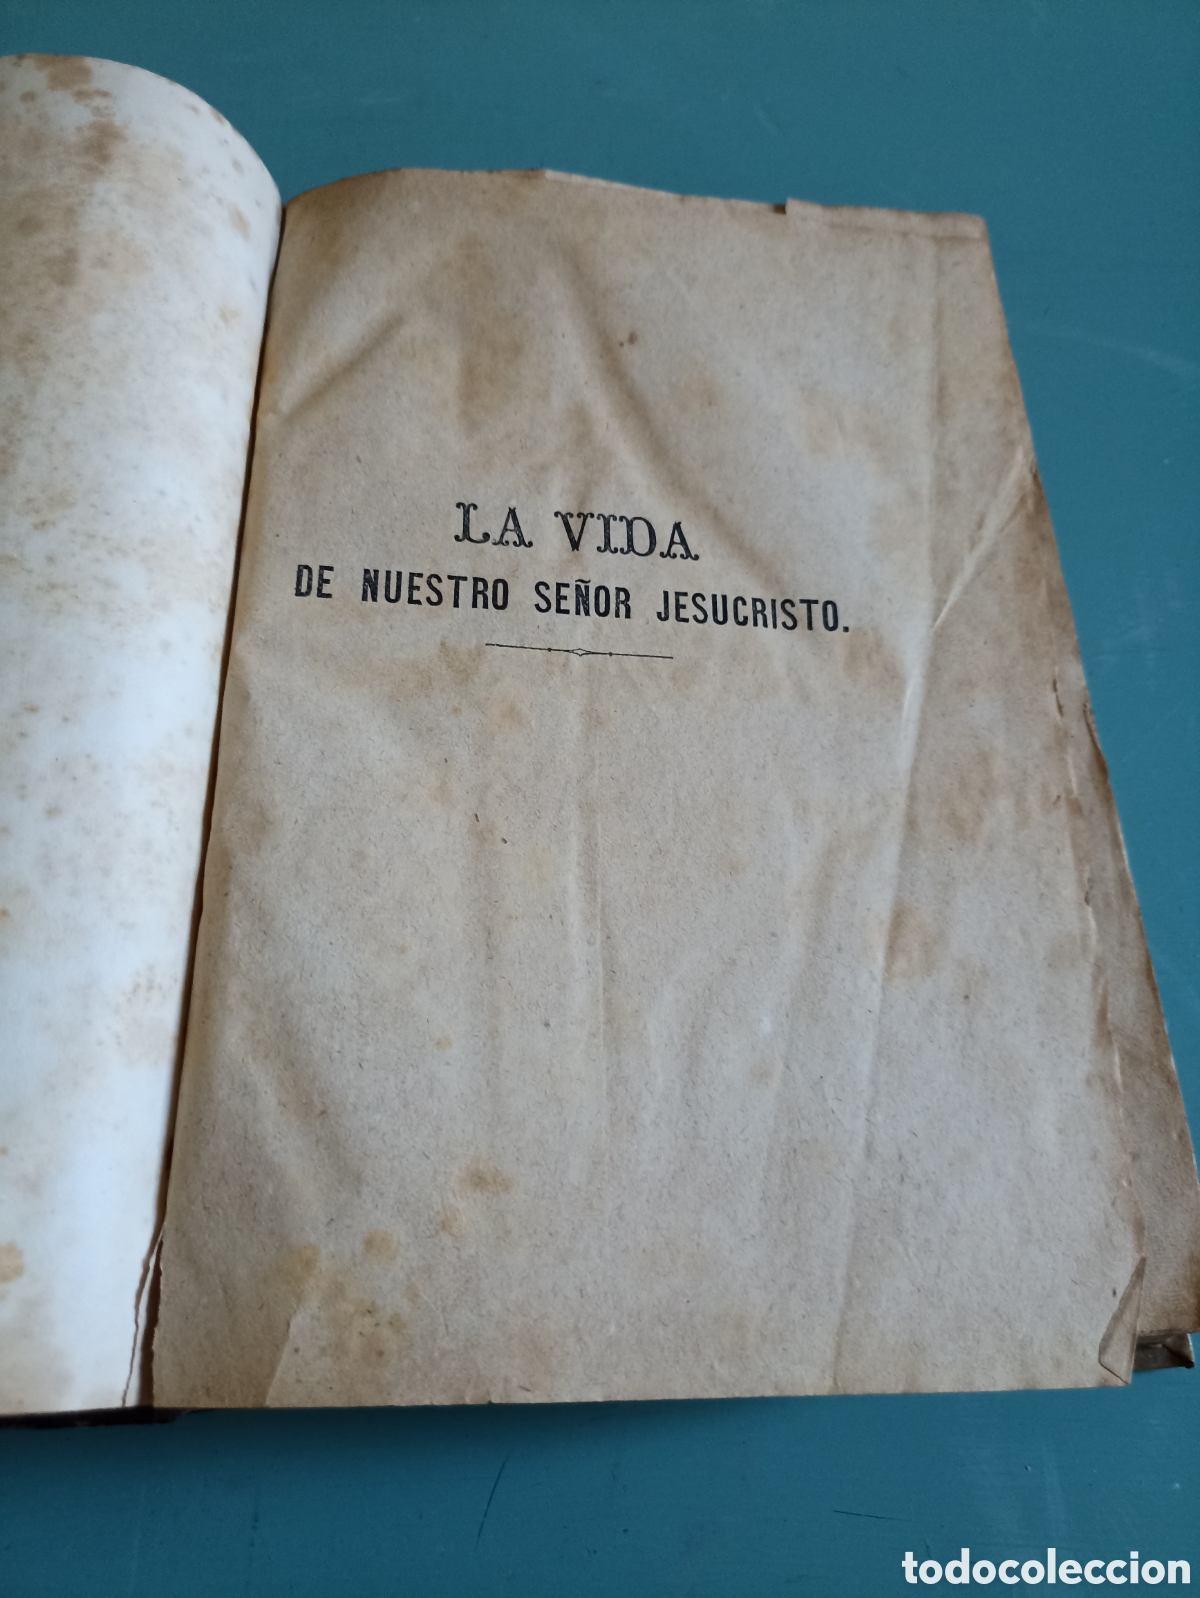 LA VIDA
DE NUESTRO SEÑOR JESUCRISTO.
todocoleccion